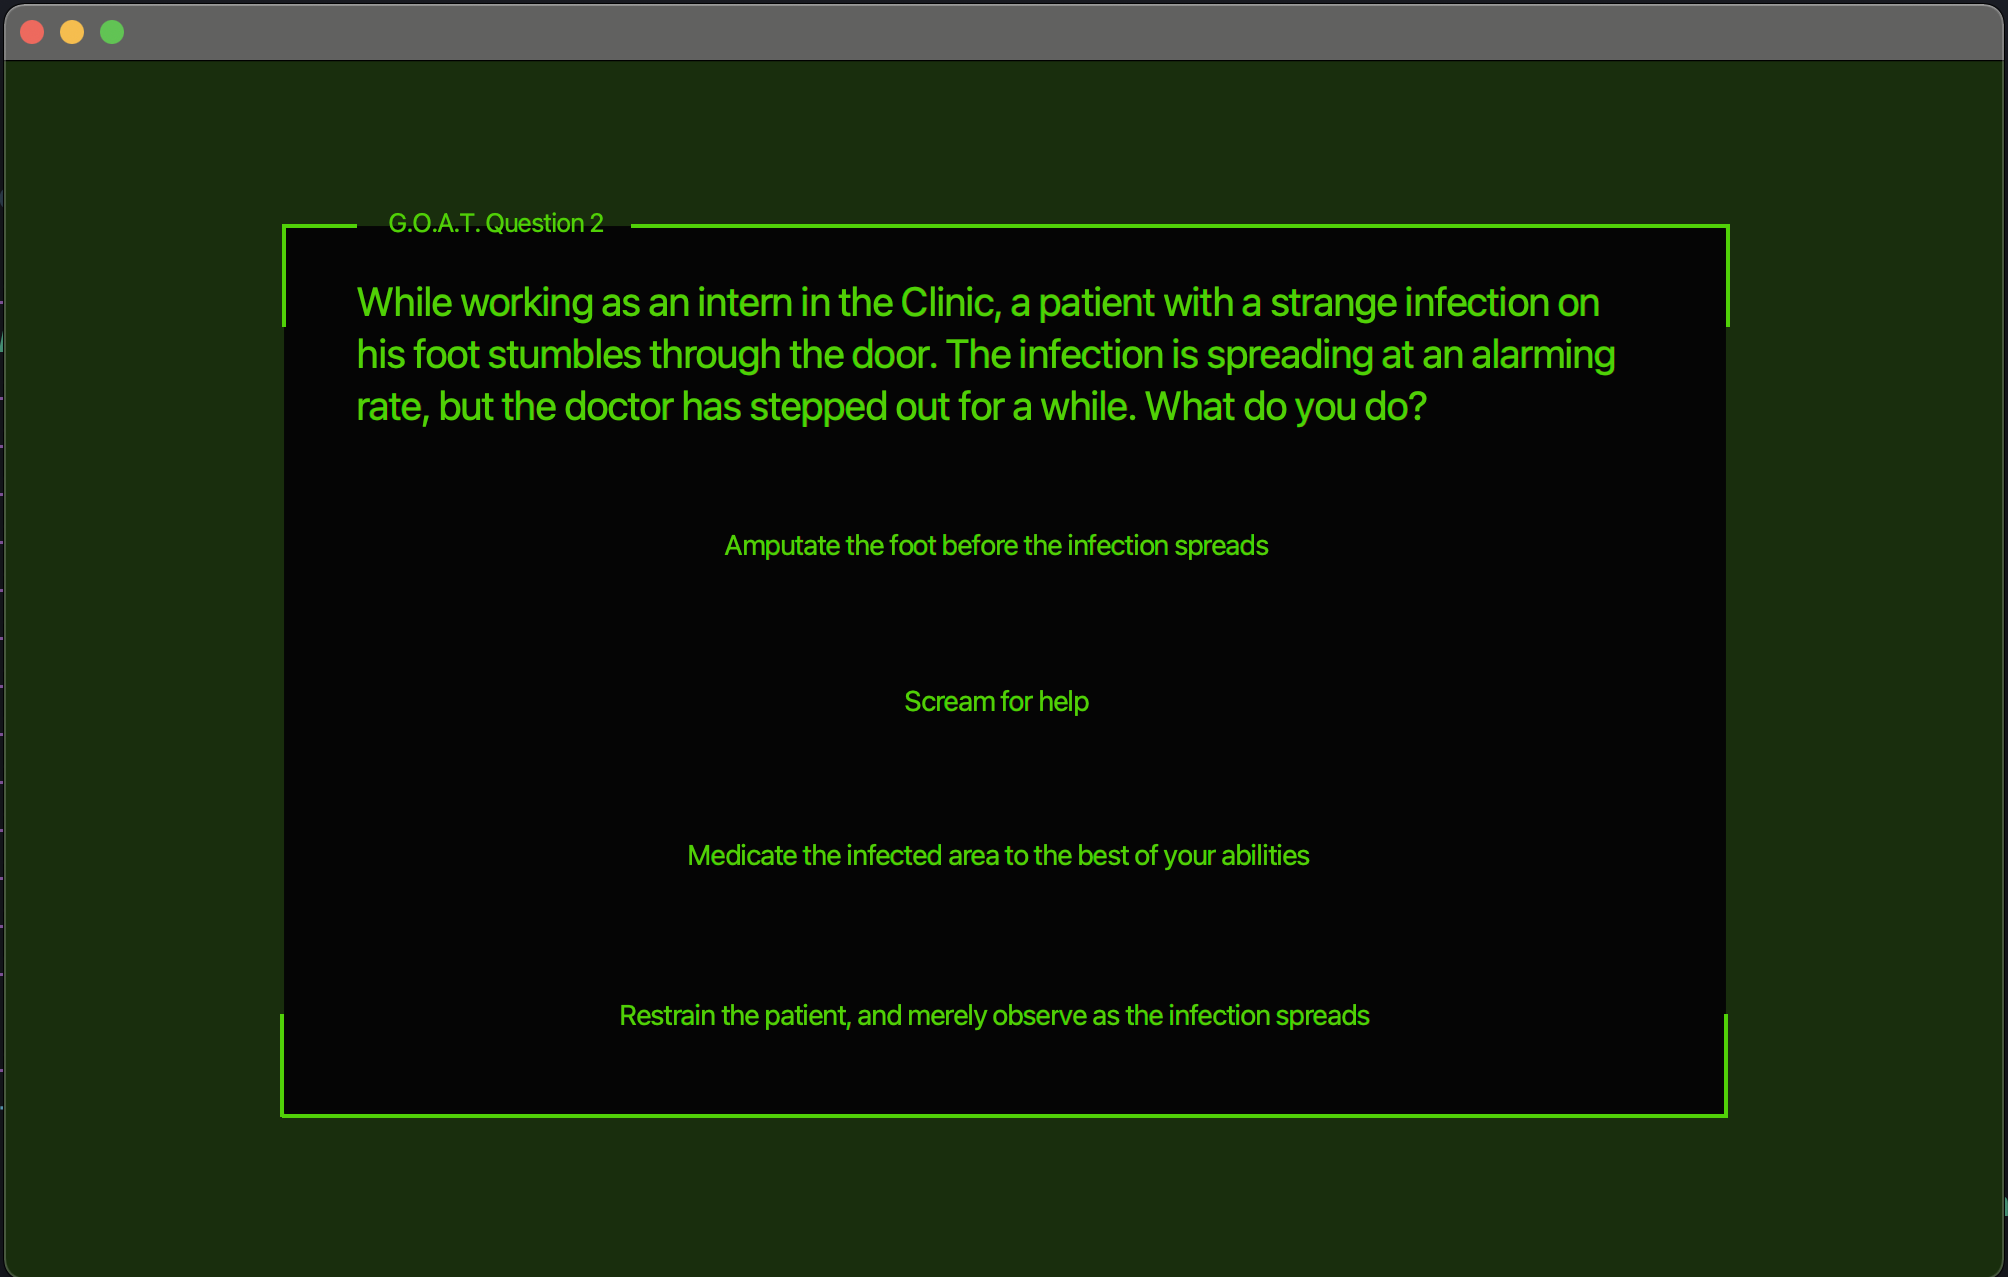 G.O.A.T. Question 2
While working as an intern in the Clinic, a patient with a strange infection on
his foot stumbles through the door. The infection is spreading at an alarming
rate, but the doctor has stepped out for a while. What do you do?
Amputate the foot before the infection spreads
Scream for help
Medicate the infected area to the best of your abilities
Restrain the patient, and merely observe as the infection spreads